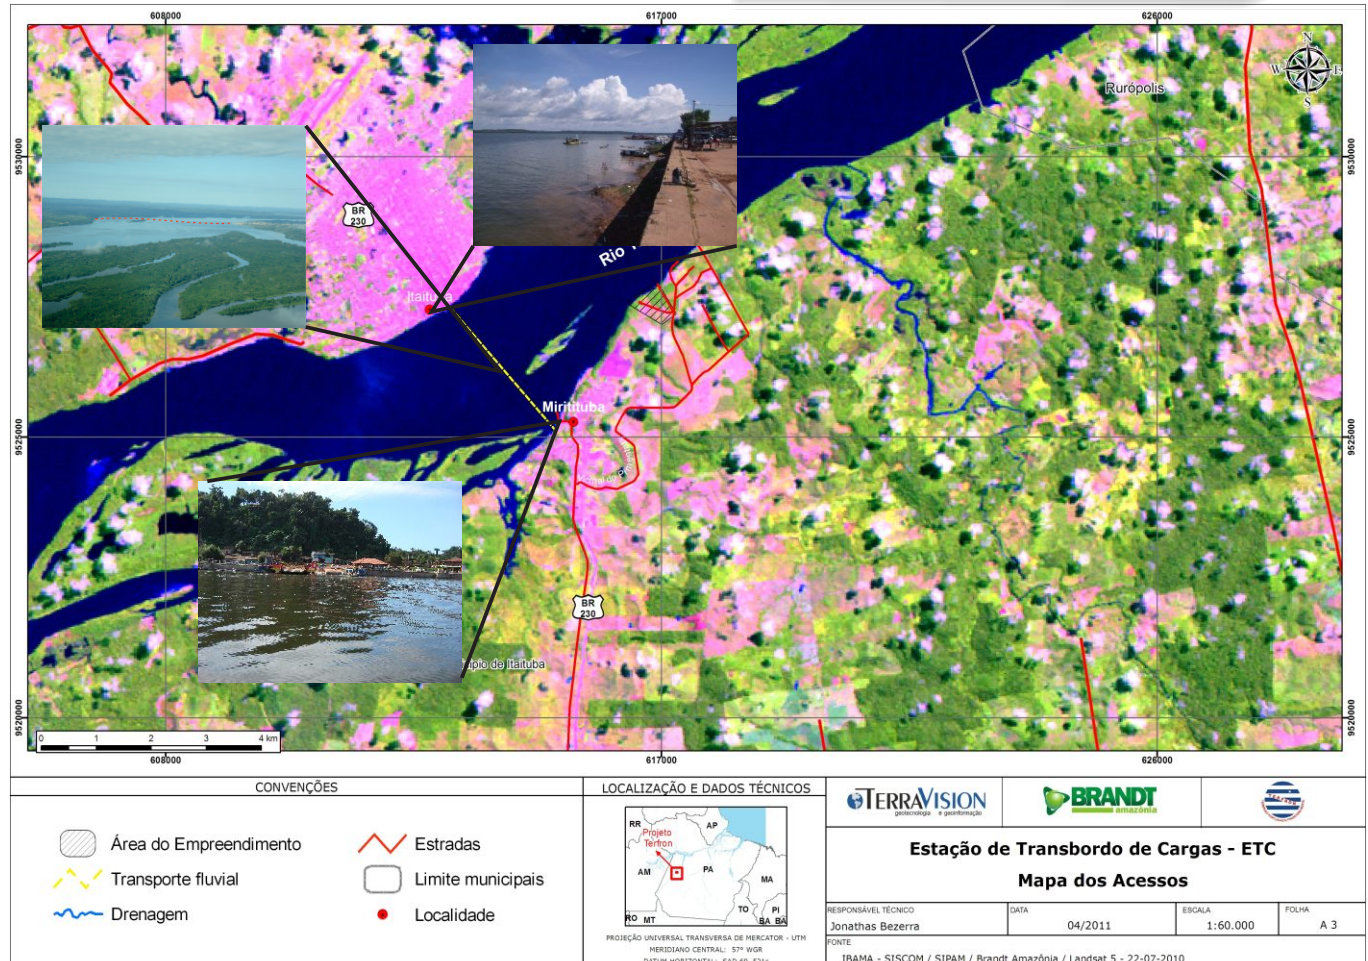 608000
617000
626000
N
W E
S
Rurópolis
9530000
9530000
BR
230
Rio
Itaituba
Miritituba
9525000
9525000
BR
230
de Itaituba
9520000
9520000
0 1 2 3 4 km
608000
617000
626000
CONVENÇÕES
Área do Empreendimento
Estradas
Transporte fluvial
Limite municipais
Drenagem
Localidade
LOCALIZAÇÃO E DADOS TÉCNICOS
RR
AP
Projeto
Terfron
AM
PA
MA
TO
PI
RO MT
BA BA
PROJEÇÃO UNIVERSAL TRANSVERSA DE MERCATOR - UTM
MERIDIANO CENTRAL: 57º WGR
TERRAVISION
geotecnologia e geoinformação
BRANDT
amazônia
Estação de Transbordo de Cargas - ETC
Mapa dos Acessos
RESPONSÁVEL TÉCNICO
Jonathas Bezerra
DATA
04/2011
ESCALA
1:60.000
FOLHA
A 3
FONTE
IBAMA - SISCOM / SIPAM / Brandt Amazônia / Landsat 5 - 22-07-2010